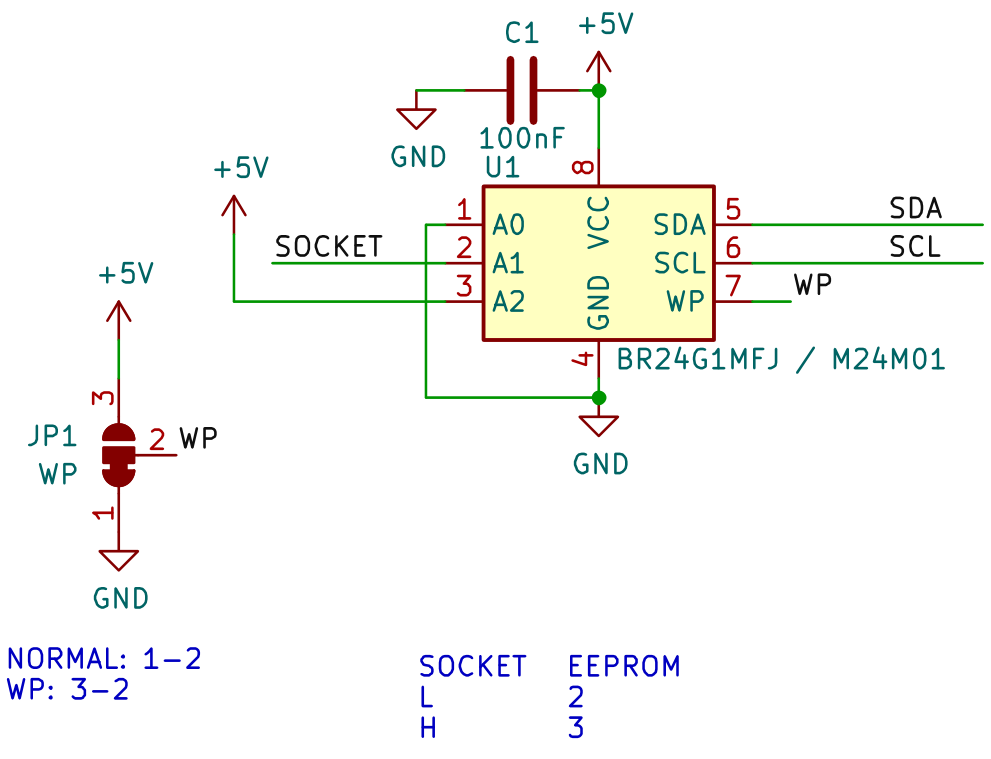 C1
+5V
100nF
GND
U1
+5V
8
1
A0
VCC
SDA
5
SDA
SOCKET
2
A1
SCL
6
SCL
3
A2
GND
WP
7
WP
4
BR24G1MFJ / M24M01
GND
+5V
3
JP1
2
WP
WP
1
GND
NORMAL: 1-2
WP: 3-2
SOCKET EEPROM
L 2
H 3